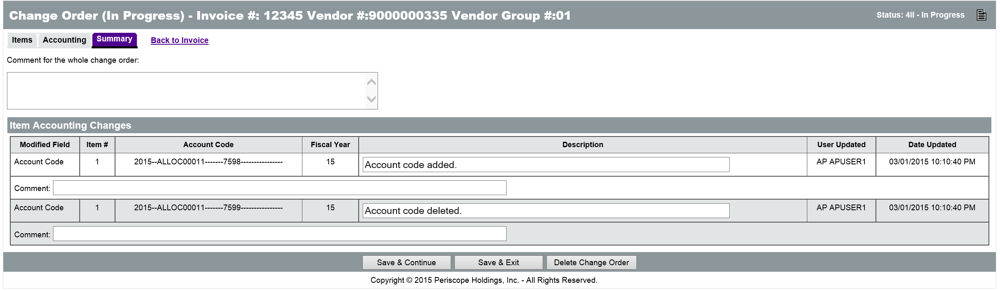 Change Order (In Progress) - Invoice #: 12345 Vendor #:9000000335 Vendor Group #:01
Status: 4II - In Progress
Items Accounting Summary Back to Invoice
Comment for the whole change order:
Item Accounting Changes
Modified Field Item # Account Code Fiscal Year Description User Updated Date Updated
Account Code 1 2015--ALLOC00011-------7598---------------- 15 Account code added. AP APUSER1 03/01/2015 10:10:40 PM
Comment:
Account Code 1 2015--ALLOC00011-------7599---------------- 15 Account code deleted. AP APUSER1 03/01/2015 10:10:40 PM
Comment:
Save & Continue Save & Exit Delete Change Order
Copyright © 2015 Periscope Holdings, Inc. - All Rights Reserved.